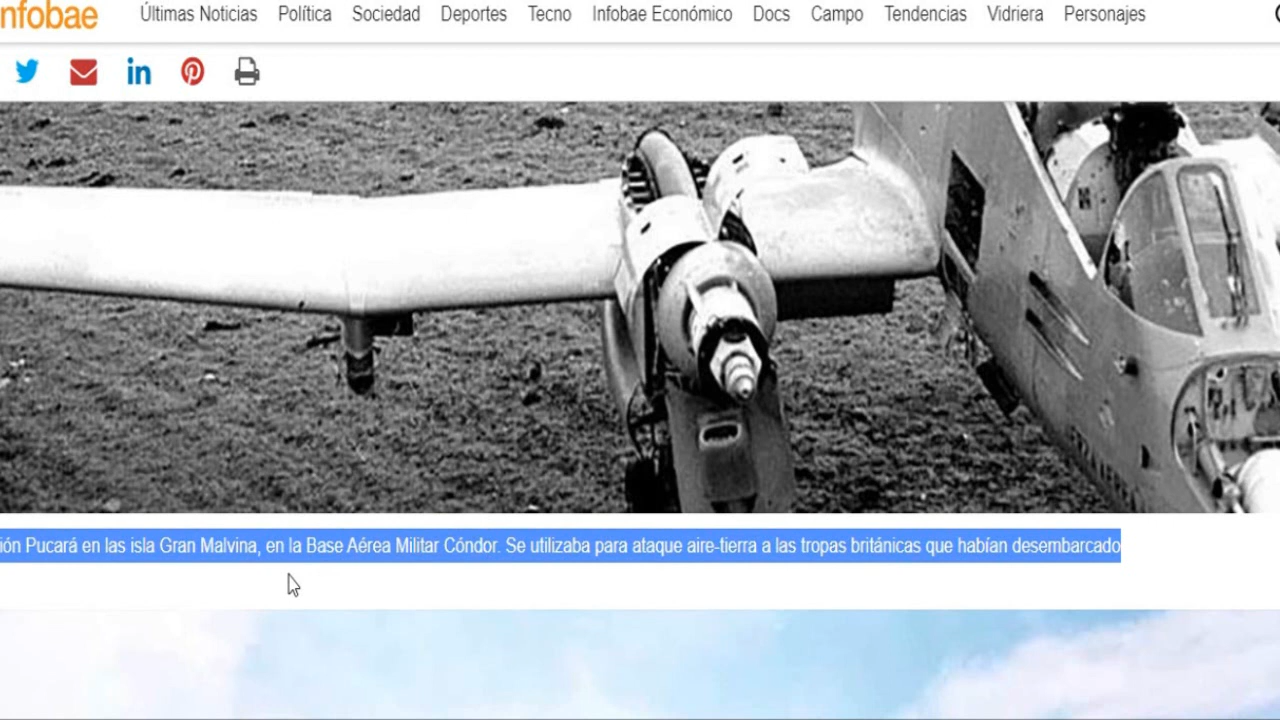 nfobae
Últimas Noticias Política Sociedad Deportes Tecno Infobae Económico Docs Campo Tendencias Vidriera Personajes
ión Pucará en las isla Gran Malvina, en la Base Aérea Militar Cóndor. Se utilizaba para ataque aire-tierra a las tropas británicas que habían desembarcado